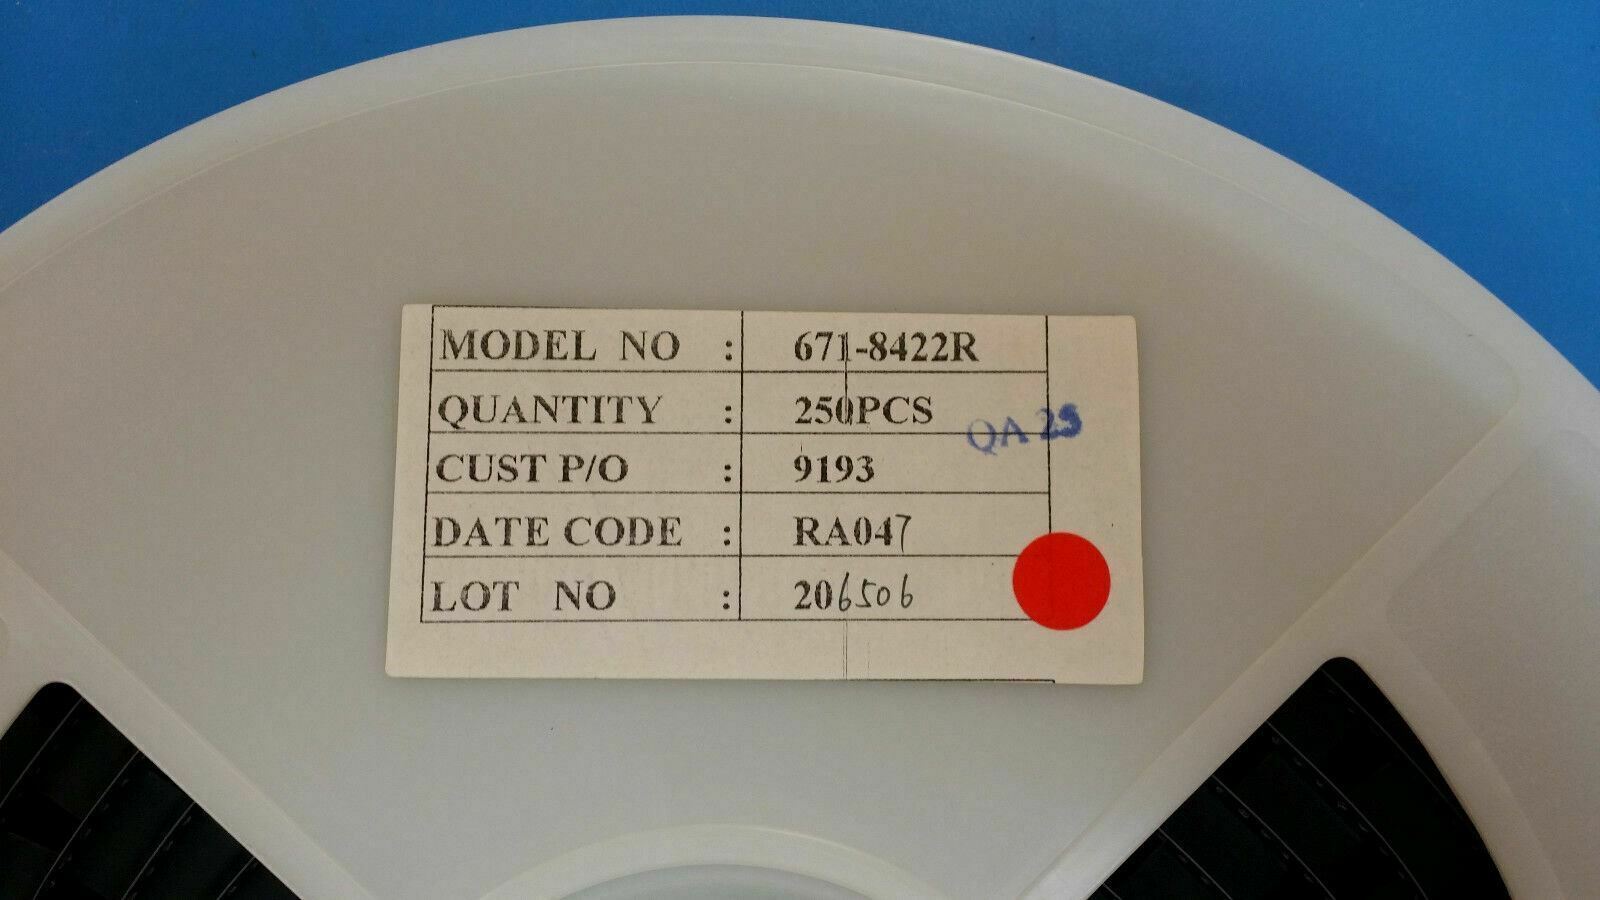 MODEL NO : 671-8422R
QUANTITY : 250PCS
QA 25
CUST P/O : 9193
DATE CODE : RA047
LOT NO : 206506